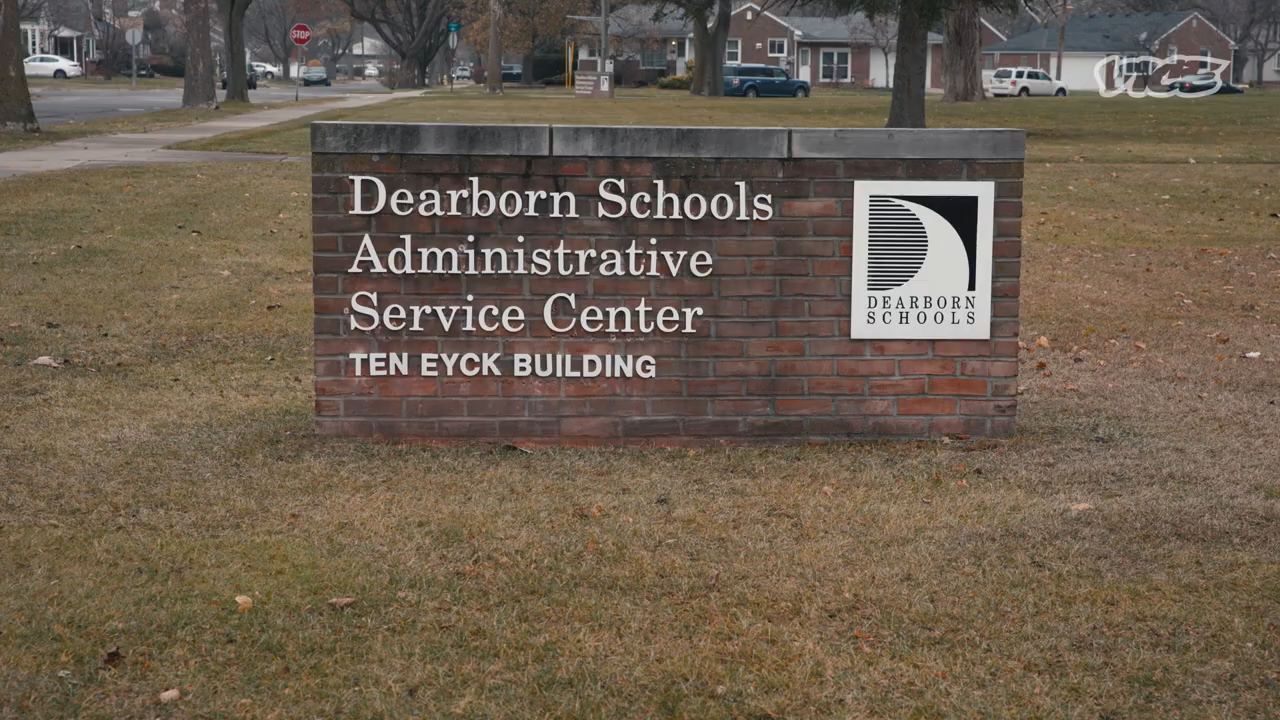 STOP
VICE
Dearborn Schools
Administrative
Service Center
TEN EYCK BUILDING
DEARBORN
SCHOOLS